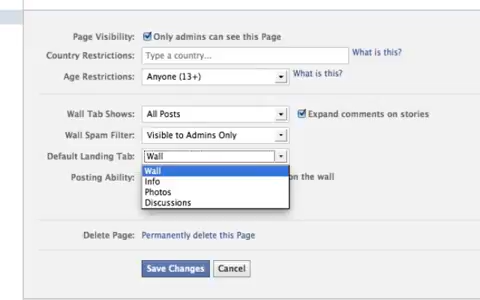 Page Visibility: Only admins can see this Page
Country Restrictions: Type a country... What is this?
Age Restrictions: Anyone (13+) What is this?
Wall Tab Shows: All Posts Expand comments on stories
Wall Spam Filter: Visible to Admins Only
Default Landing Tab: Wall
Wall
Posting Ability: on the wall
Info
Photos
Discussions
Delete Page: Permanently delete this Page
Save Changes Cancel